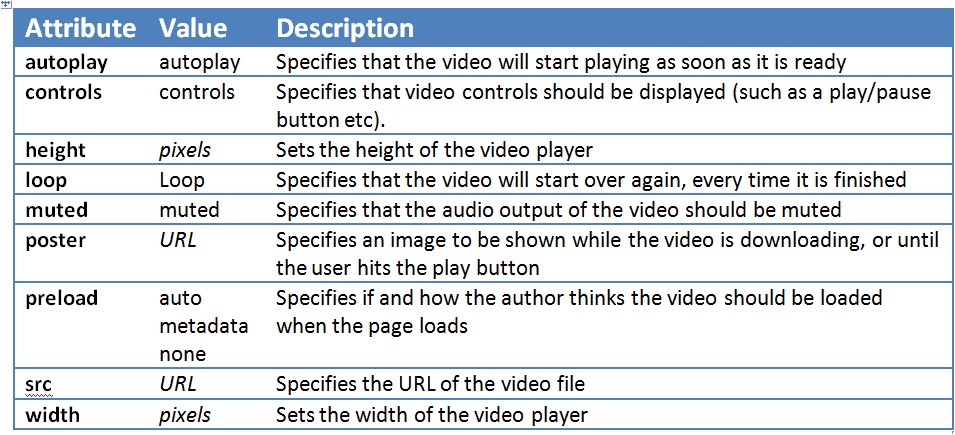 Attribute Value Description
autoplay autoplay Specifies that the video will start playing as soon as it is ready
controls controls Specifies that video controls should be displayed (such as a play/pause
button etc).
height pixels Sets the height of the video player
loop Loop Specifies that the video will start over again, every time it is finished
muted muted Specifies that the audio output of the video should be muted
poster URL Specifies an image to be shown while the video is downloading, or until
the user hits the play button
preload auto Specifies if and how the author thinks the video should be loaded
metadata when the page loads
none
src URL Specifies the URL of the video file
width pixels Sets the width of the video player